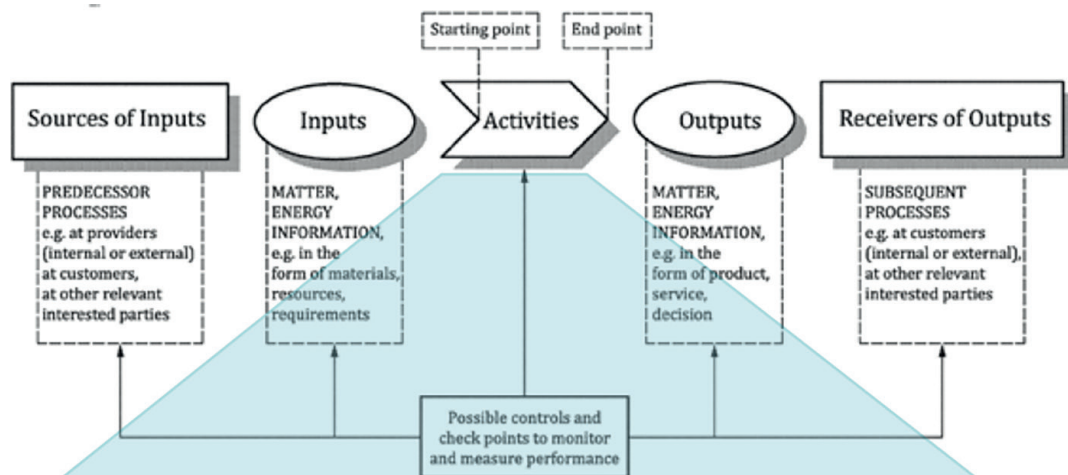 Starting point
End point
Sources of Inputs
Inputs
Activities
Outputs
Receivers of Outputs
PREDECESSOR
PROCESSES
e.g. at providers
(internal or external)
at customers,
at other relevant
interested parties
MATTER,
ENERGY
INFORMATION,
e.g. in the
form of materials,
resources,
requirements
MATTER,
ENERGY
INFORMATION,
e.g. in the
form of product,
service,
decision
SUBSEQUENT
PROCESSES
e.g. at customers
(internal or external),
at other relevant
interested parties
Possible controls and
check points to monitor
and measure performance